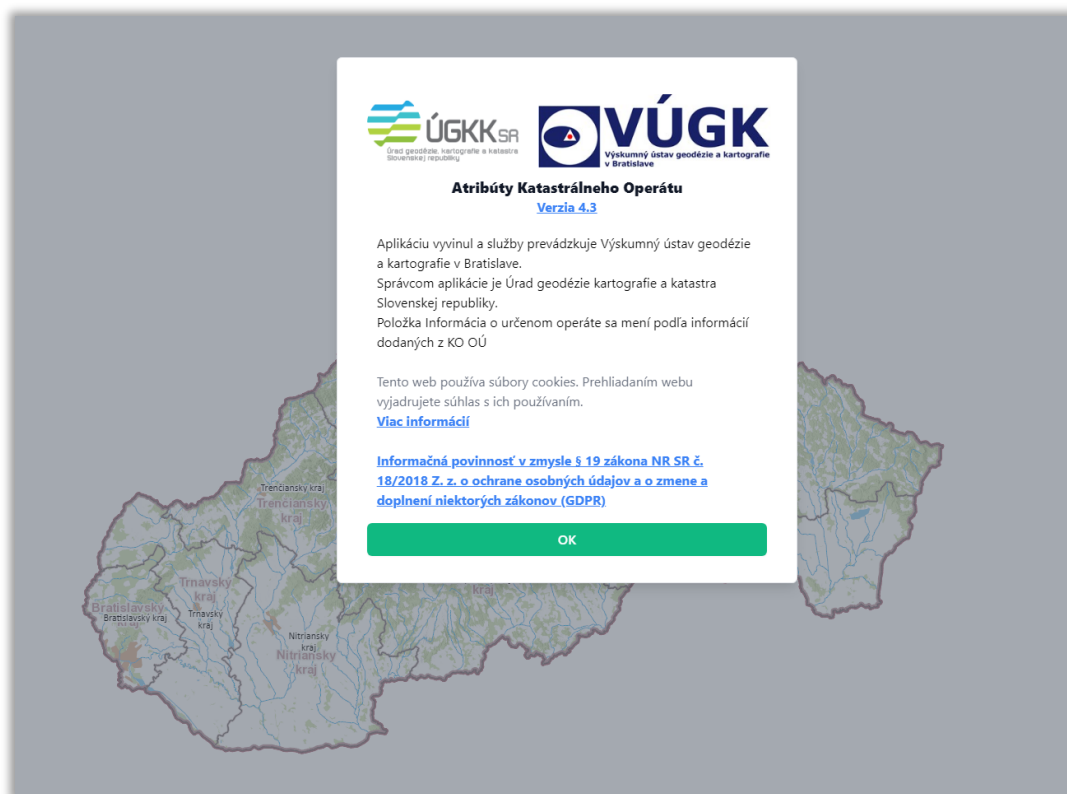 ÚGKK SR
Úrad geodézie, kartografie a katastra
Slovenskej republiky
VÚGK
Výskumný ústav geodézie a kartografie
v Bratislave
Atribúty Katastrálneho Operátu
Verzia 4.3
Aplikáciu vyvinul a služby prevádzkuje Výskumný ústav geodézie
a kartografie v Bratislave.
Správcom aplikácie je Úrad geodézie kartografie a katastra
Slovenskej republiky.
Položka Informácia o určenom operáte sa mení podľa informácií
dodaných z KO OÚ
Tento web používa súbory cookies. Prehliadaním webu
vyjadrujete súhlas s ich používaním.
Viac informácií
Informačná povinnosť v zmysle § 19 zákona NR SR č.
18/2018 Z. z. o ochrane osobných údajov a o zmene a
doplnení niektorých zákonov (GDPR)
OK
Trenčiansky kraj
Trenčiansky
kraj
Trnavský
kraj
Trnavský
kraj
Bratislavský
Bratislavský kraj
Nitriansky
kraj
Nitriansky
kraj
kraj